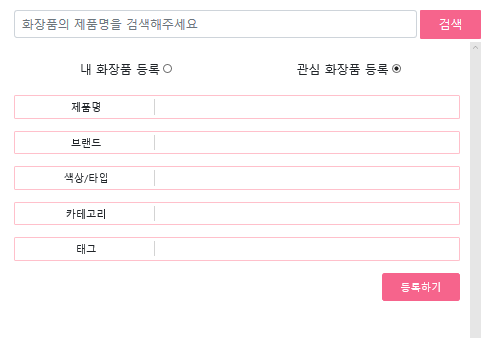 화장품의 제품명을 검색해주세요 검색
내 화장품 등록 관심 화장품 등록
제품명
브랜드
색상/타입
카테고리
태그
등록하기